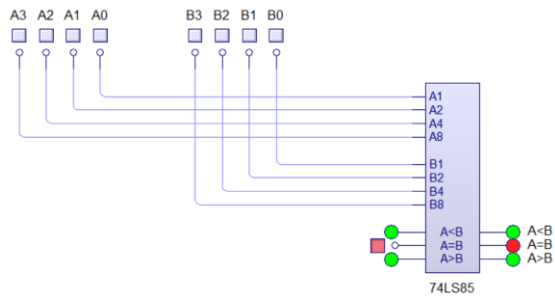 A3 A2 A1 A0 B3 B2 B1 B0
A1
A2
A4
A8
B1
B2
B4
B8
A<B A<B
A=B A=B
A>B A>B
74LS85